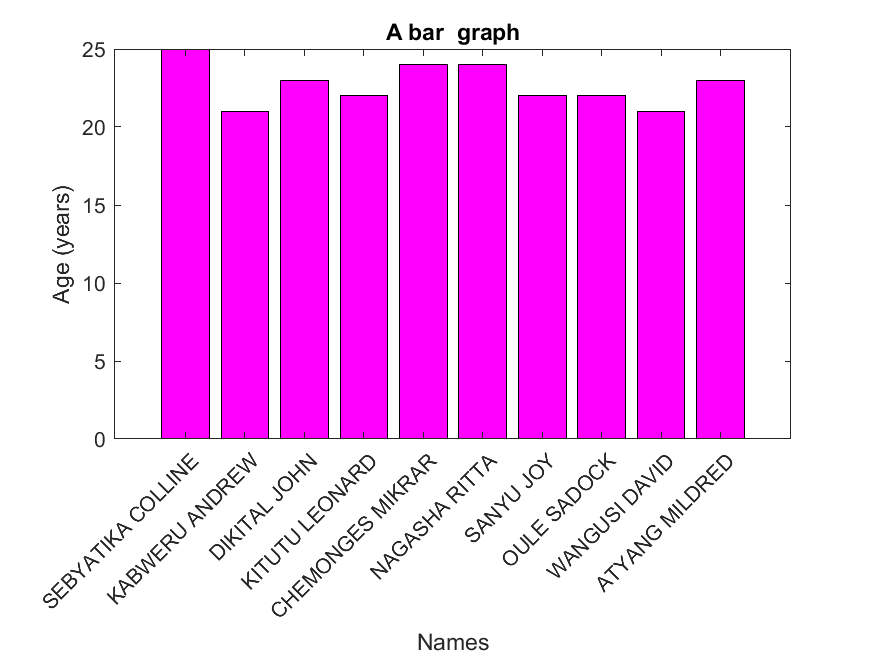 A bar  graph
Age (years)
25
20
15
10
5
0
SEBYATIKA COLLINE
KABWERU ANDREW
DIKITAL JOHN
KITUTU LEONARD
CHEMONGES MIKRAR
NAGASHA RITTA
SANYU JOY
OULE SADOCK
WANGUSI DAVID
ATYANG MILDRED
Names